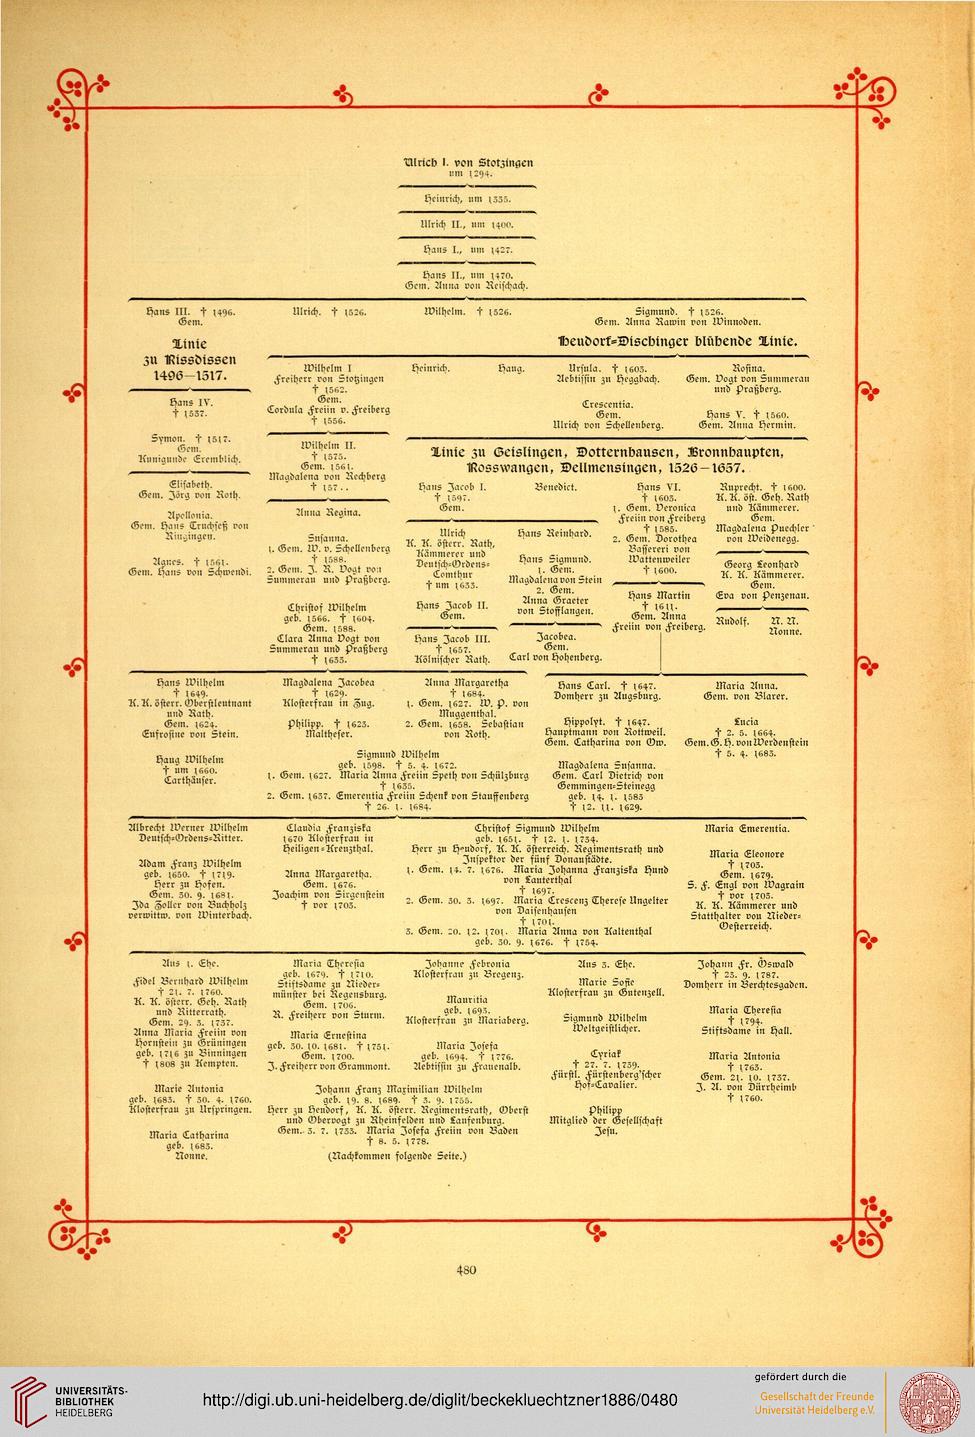 Ulrich I. von Stotzingen
um 1294.
Heinrich, um 1335.
Ulrich II., um 1400.
Hans I., um 1427.
Hans II., um 1470.
Gem. Anna von Reischach.
Hans III. † 1496.
Gem.
Ulrich. † 1526.
Wilhelm. † 1526.
Sigmund. † 1526.
Gem. Anna Rawin von Winnoden.
Linie
zu Rissdissen
1496—1517.
Heudorf=Dischinger blühende Linie.
Hans IV.
† 1537.
Symon. † 1517.
Gem.
Kunigunde Eremblich.
Elisabeth.
Gem. Jörg von Roth.
Apollonia.
Gem. Hans Truchseß von
Ringingen.
Agnes. † 1561.
Gem. Hans von Schwendi.
Wilhelm I
Freiherr von Stotzingen
† 1562.
Gem.
Cordula Freiin v. Freiberg
† 1556.
Wilhelm II.
† 1575.
Gem. 1561.
Magdalena von Rechberg
† 157..
Anna Regina.
Susanna.
1. Gem. W. v. Schellenberg
† 1588.
2. Gem. J. R. Vogt von
Summerau und Praßberg.
Christof Wilhelm
geb. 1566. † 1604.
Gem. 1588.
Clara Anna Vogt von
Summerau und Praßberg
† 1633.
Heinrich.
Haug.
Ursula. † 1603.
Aebtissin zu Heggbach.
Crescentia.
Gem.
Ulrich von Schellenberg.
Rosina.
Gem. Vogt von Summerau
und Praßberg.
Hans V. † 1560.
Gem. Anna Hermin.
Linie zu Geislingen, Dotternhausen, Bronnhaupten,
Rosswangen, Dellmensingen, 1526—1657.
Hans Jacob I.
† 1597.
Gem.
Benedict.
Ulrich
K. K. österr. Rath,
Kämmerer und
Deutsch=Ordens=
Comthur
† um 1633.
Hans Jacob II.
Gem.
Hans Jacob III.
† 1657.
Kölnischer Rath.
Hans Reinhard.
Hans Sigmund.
1. Gem.
Magdalena von Stein
2. Gem.
Anna Graeter
von Stofflangen.
Jacobea.
Gem.
Carl von Hohenberg.
Hans VI.
† 1603.
1. Gem. Veronica
Freiin von Freiberg
† 1585.
2. Gem. Dorothea
Baffereri von
Wattenweiler
† 1600.
Hans Martin
† 1611.
Gem. Anna
Freiin von Freiberg.
Ruprecht. † 1600.
K. K. öst. Geh. Rath
und Kämmerer.
Gem.
Magdalena Puechler
von Weidenegg.
Georg Leonhard
K. K. Kämmerer.
Gem.
Eva von Penzenau.
Rudolf.
N. N.
Nonne.
Hans Wilhelm
† 1649.
K. K. österr. Oberstleutnant
und Rath.
Gem. 1624.
Eufrosine von Stein.
Haug Wilhelm
† um 1660.
Carthäuser.
Magdalena Jacobea
† 1629.
Klosterfrau in Zug.
Philipp. † 1623.
Maltheser.
Anna Margaretha
† 1684.
1. Gem. 1627. W. P. von
Muggenthal.
2. Gem. 1658. Sebastian
von Roth.
Sigmund Wilhelm
geb. 1598. † 5. 4. 1672.
1. Gem. 1627. Maria Anna Freiin Speth von Schülzburg
† 1635.
2. Gem. 1637. Emerentia Freiin Schenk von Stauffenberg
† 26. 1. 1684.
Hans Carl. † 1647.
Domherr zu Augsburg.
Hippolyt. † 1647.
Hauptmann von Rottweil.
Gem. Catharina von Ow.
Magdalena Susanna.
Gem. Carl Dietrich von
Gemmingen=Steinegg
geb. 14. 1. 1585
† 12. 11. 1629.
Maria Anna.
Gem. von Blarer.
Lucia
† 2. 5. 1664.
Gem. G. H. von Werdenstein
† 5. 4. 1683.
Albrecht Werner Wilhelm
Deutsch=Ordens=Ritter.
Adam Franz Wilhelm
geb. 1650. † 1719.
Herr zu Hofen.
Gem. 30. 9. 1681.
Ida Zoller von Buchholz
verwittw. von Winterbach.
Claudia Franziska
1670 Klosterfrau in
Heiligen=Kreuzthal.
Anna Margaretha.
Gem. 1676.
Joachim von Sirgenstein
† vor 1703.
Christof Sigmund Wilhelm
geb. 1651. † 12. 1. 1734.
Herr zu Heudorf, K. K. österreich. Regimentsrath und
Inspektor der fünf Donaustädte.
1. Gem. 14. 7. 1676. Maria Johanna Franziska Hund
von Lauterthal
† 1697.
2. Gem. 30. 3. 1697. Maria Crescenz Therese Ungelter
von Daisenhausen
† 1701.
3. Gem. 20. 12. 1701. Maria Anna von Kaltenthal
geb. 30. 9. 1676. † 1754.
Maria Emerentia.
Maria Eleonore
† 1703.
Gem. 1679.
S. F. Engl von Wagrain
† vor 1703.
K. K. Kämmerer und
Statthalter von Nieder=
Oesterreich.
Aus 1. Ehe.
Fidel Bernhard Wilhelm
† 21. 7. 1760.
K. K. österr. Geh. Rath
und Ritterrath.
Gem. 29. 3. 1737.
Anna Maria Freiin von
Hornstein zu Grüningen
geb. 1716 zu Binningen
† 1808 zu Kempten.
Marie Antonia
geb. 1683. † 30. 4. 1760.
Klosterfrau zu Urspringen.
Maria Catharina
geb. 1683.
Nonne.
Maria Theresia
geb. 1679. † 1710.
Stiftsdame zu Nieder=
münster bei Regensburg.
Gem. 1706.
R. Freiherr von Sturm.
Maria Ernestina
geb. 30. 10. 1681. † 1751.
Gem. 1700.
J. Freiherr von Grammont.
Johanne Febronia
Klosterfrau zu Bregenz.
Mauritia
geb. 1693.
Klosterfrau zu Mariaberg.
Maria Josefa
geb. 1694. † 1776.
Aebtissin zu Frauenalb.
Johann Franz Maximilian Wilhelm
geb. 19. 8. 1689. † 3. 9. 1755.
Herr zu Heudorf, K. K. österr. Regimentsrath, Oberst
und Obervogt zu Rheinfelden und Laufenburg.
Gem. 3. 7. 1733. Maria Josefa Freiin von Baden
† 8. 5. 1778.
(Nachkommen folgende Seite.)
Aus 3. Ehe.
Marie Sofie
Klosterfrau zu Gutenzell.
Sigmund Wilhelm
Weltgeistlicher.
Cyriak
† 27. 7. 1739.
Fürstl. Fürstenberg'scher
Hof=Cavalier.
Philipp
Mitglied der Gesellschaft
Jesu.
Johann Fr. Oswald
† 23. 9. 1787.
Domherr in Berchtesgaden.
Maria Theresia
† 1794.
Stiftsdame in Hall.
Maria Antonia
† 1763.
Gem. 21. 10. 1737.
J. A. von Dürrheimb
† 1760.
480
UNIVERSITÄTS-
BIBLIOTHEK
HEIDELBERG
http://digi.ub.uni-heidelberg.de/diglit/beckekluechtzner1886/0480
gefördert durch die
Gesellschaft der Freunde
Universität Heidelberg e.V.